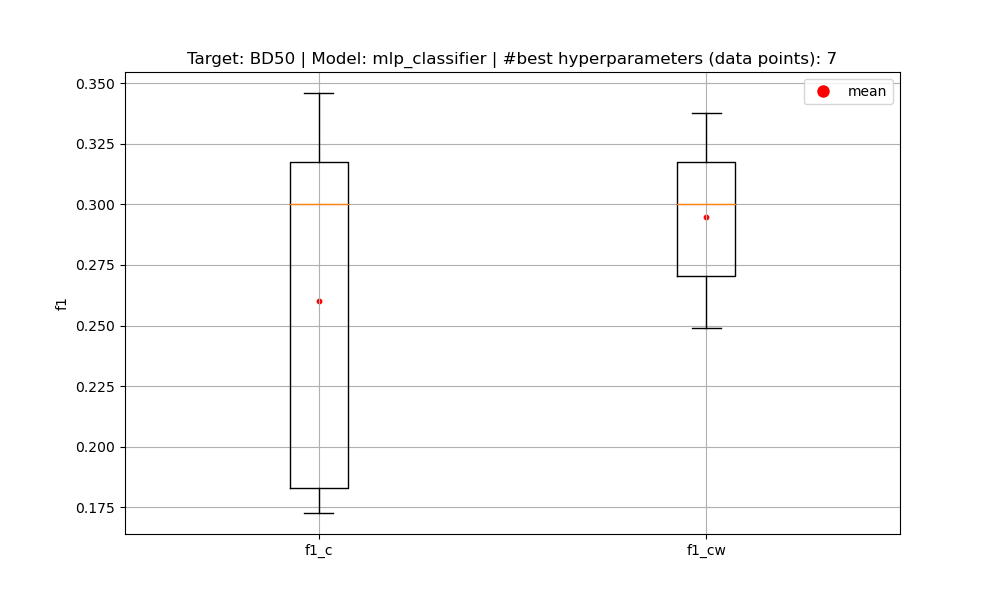 Target: BD50 | Model: mlp_classifier | #best hyperparameters (data points): 7
mean
0.350
0.325
0.300
0.275
0.250
0.225
0.200
0.175
f1
f1_c
f1_cw